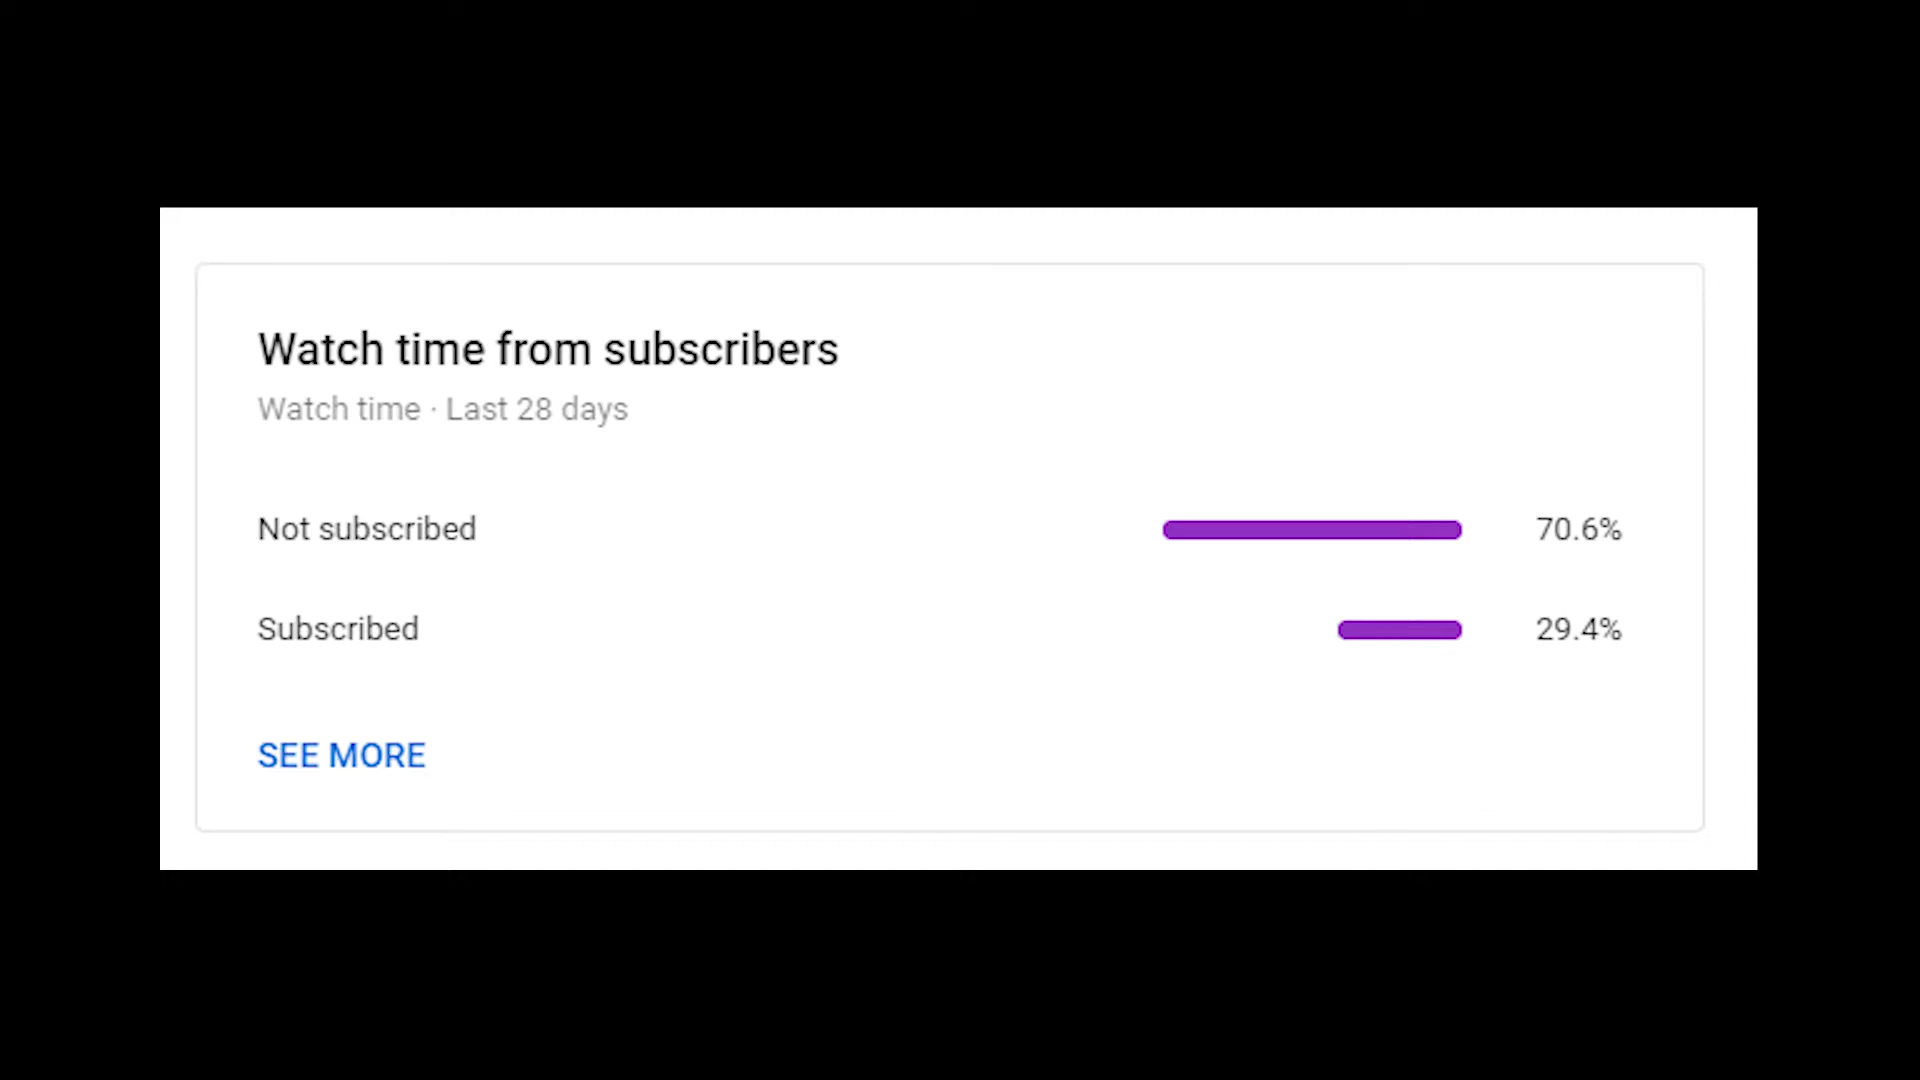 Watch time from subscribers
Watch time · Last 28 days
Not subscribed 70.6%
Subscribed 29.4%
SEE MORE